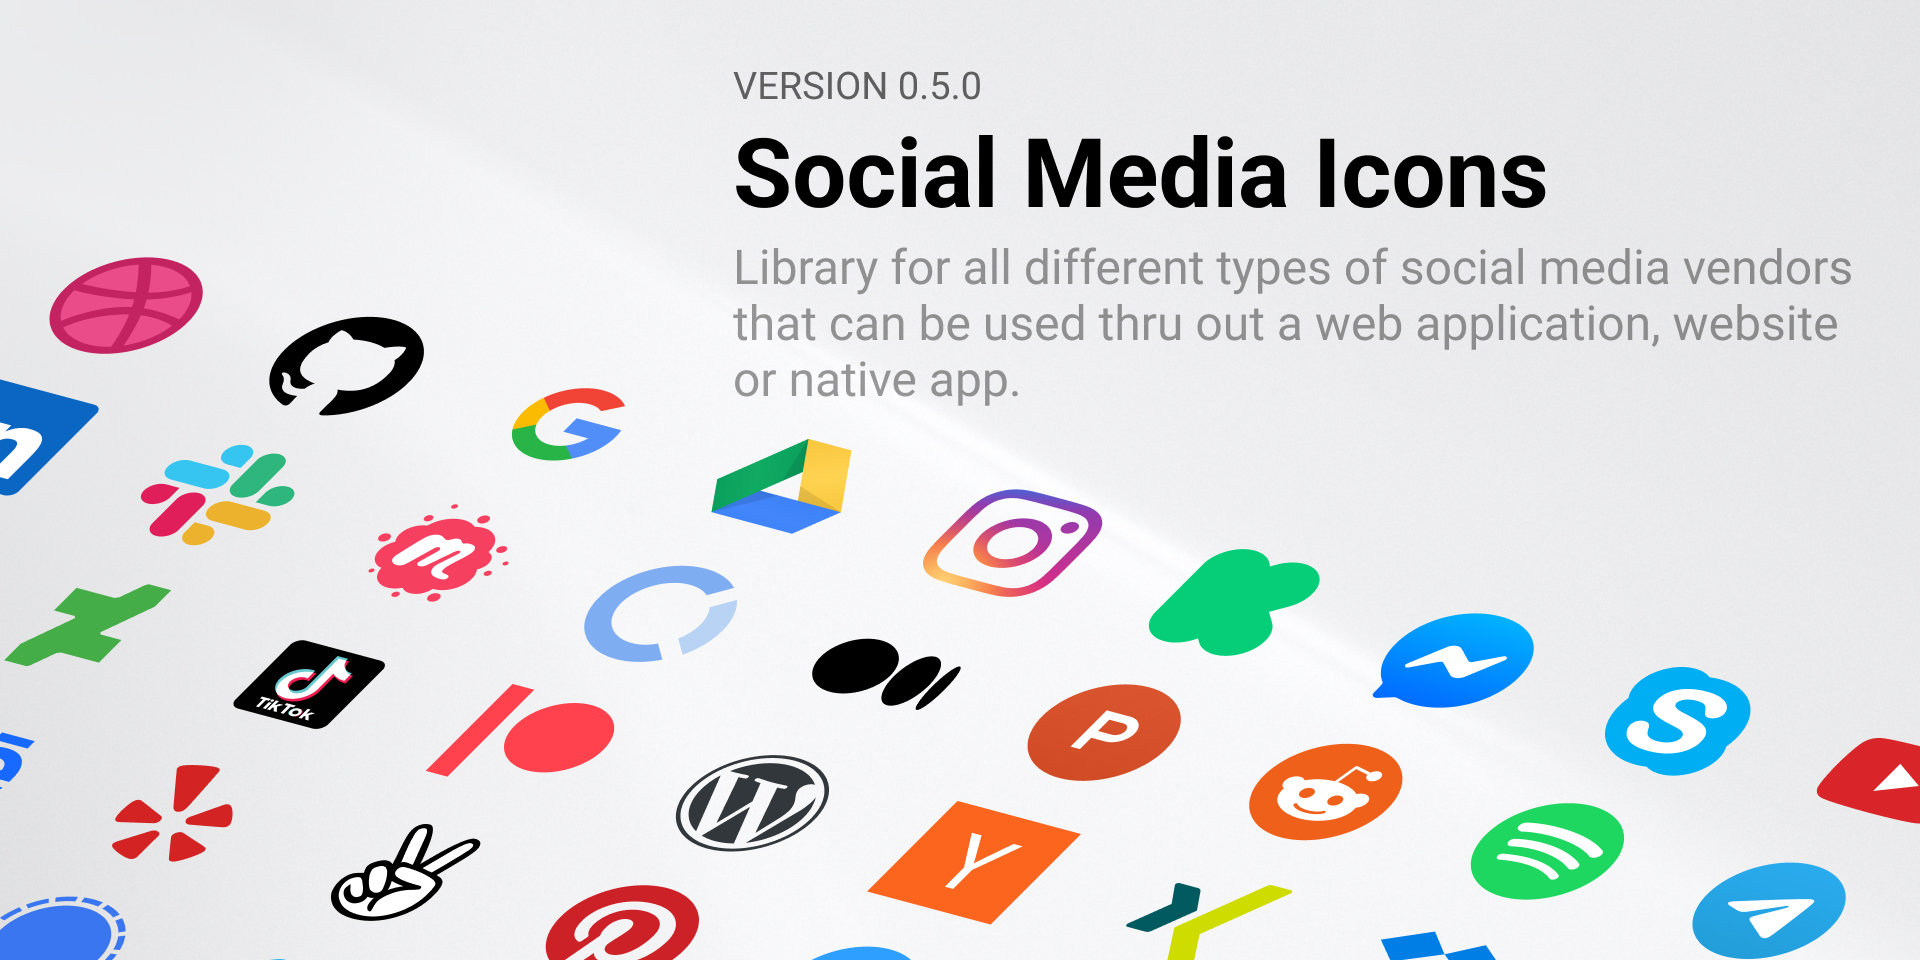 VERSION 0.5.0
Social Media Icons
Library for all different types of social media vendors
that can be used thru out a web application, website
or native app.
n
m
TikTok
P
S
W
Y